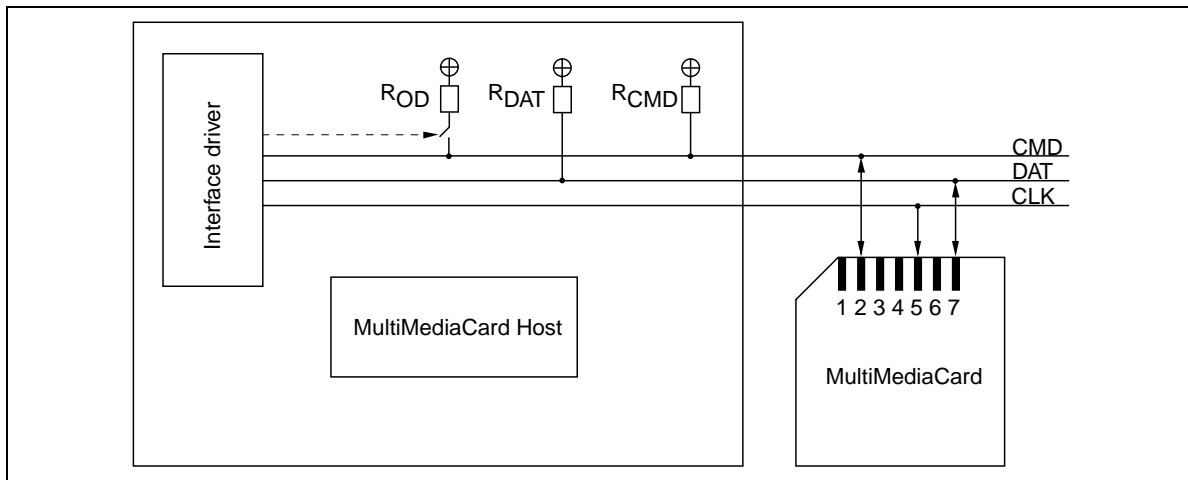 R_OD R_DAT R_CMD
Interface driver
CMD
DAT
CLK
1 2 3 4 5 6 7
MultiMediaCard Host
MultiMediaCard